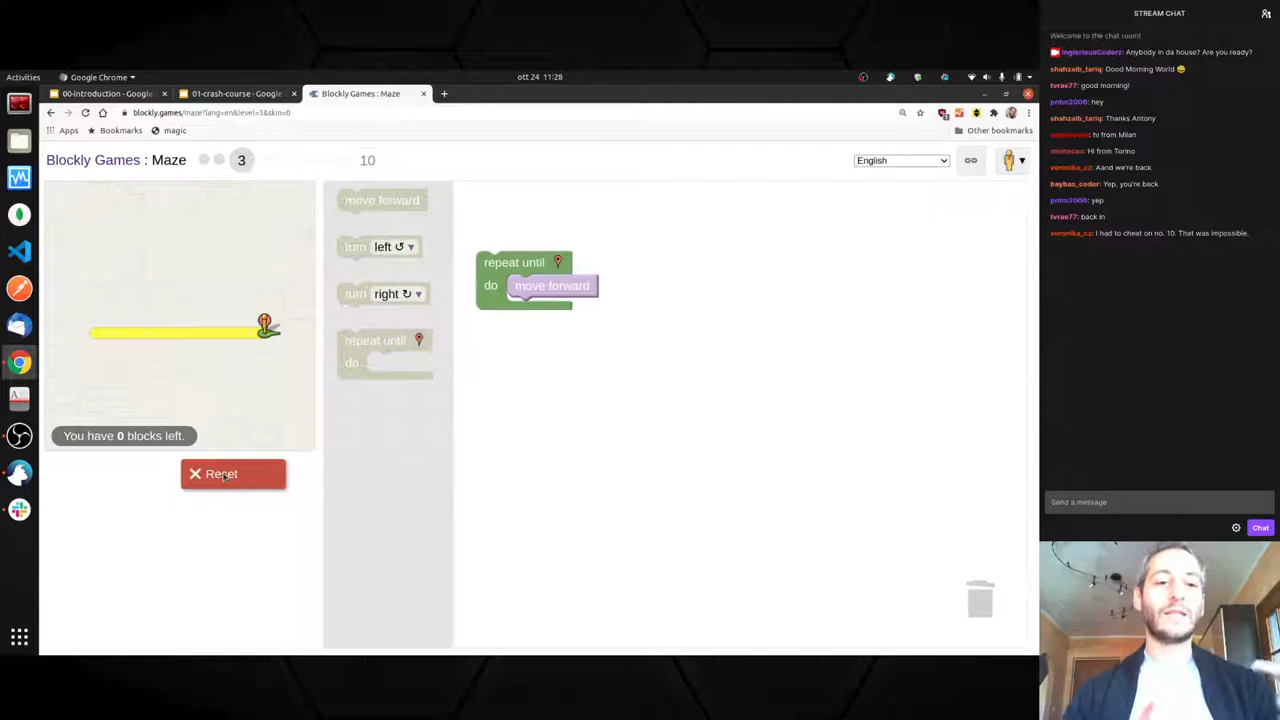 STREAM CHAT
Welcome to the chat room!
IngloriousCoderz: Anybody in da house? Are you ready?
shahzaib_tariq: Good Morning World 😄
tvrae77: good morning!
pntm2006: hey
shahzaib_tariq: Thanks Antony
hi from Milan
Hi from Torino
veronika_cz: Aand we're back
baybas_coder: Yep, you're back
pntm2006: yep
tvrae77: back in
veronika_cz: I had to cheat on no. 10. That was impossible.
Send a message
Chat
Activities
Google Chrome
ott 24 11:28
00-introduction - Google
01-crash-course - Google
Blockly Games : Maze
blockly.games/maze?lang=en&level=3&skin=0
Apps
Bookmarks
magic
Other bookmarks
Blockly Games : Maze
3
10
English
move forward
turn left ↺
turn right ↻
repeat until
do
repeat until
do move forward
You have 0 blocks left.
Reset